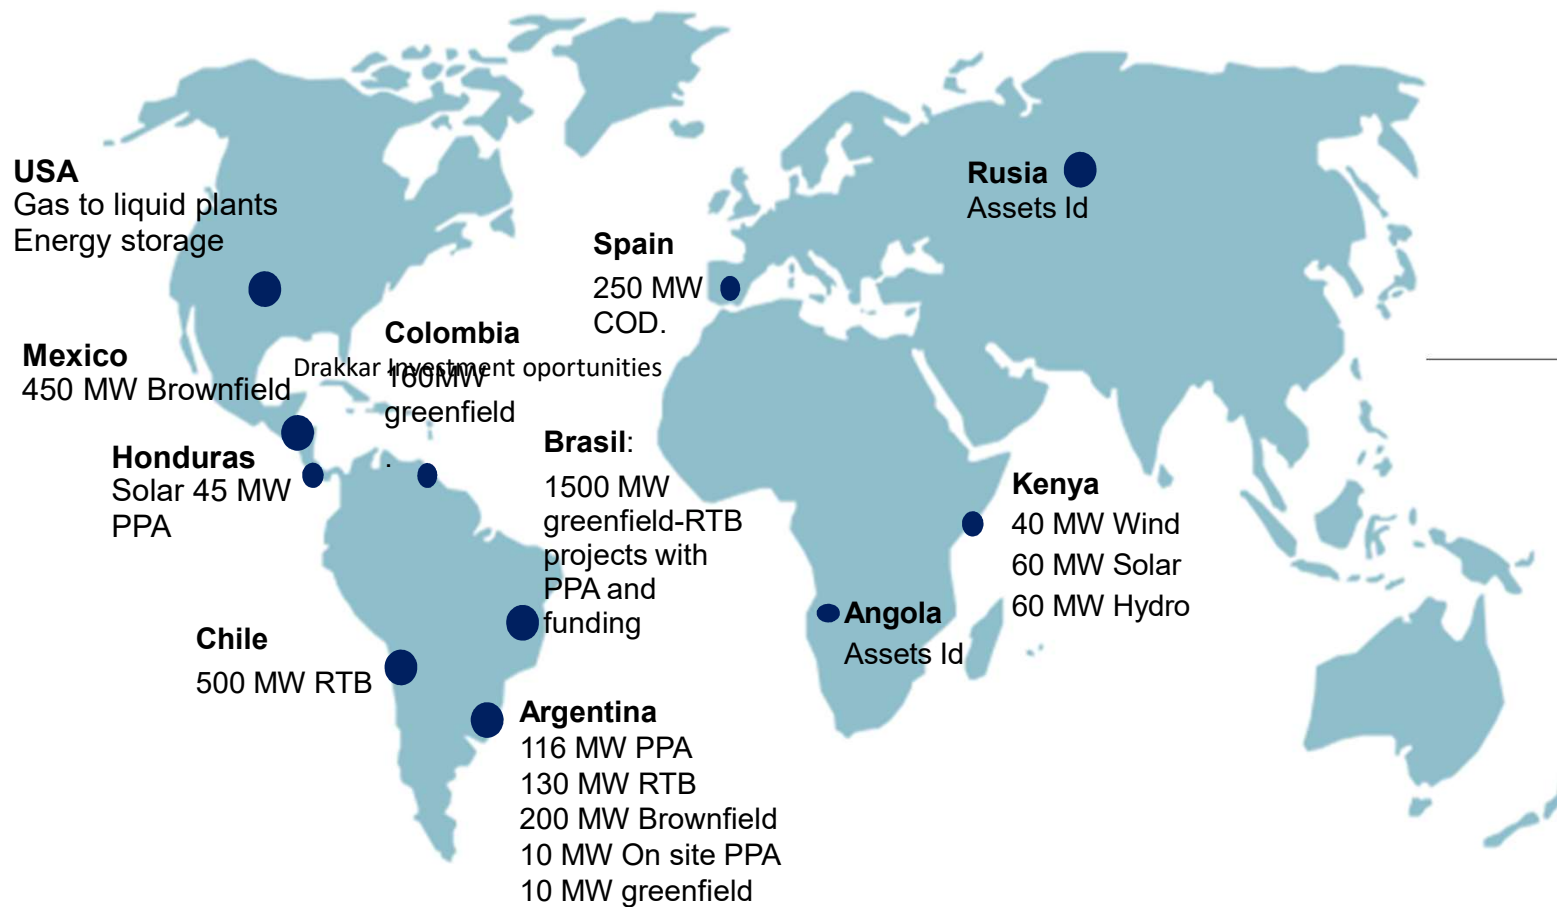 USA
Gas to liquid plants
Energy storage
Mexico
450 MW Brownfield
Drakkar Investment oportunities
Colombia
160MW
greenfield
.
Honduras
Solar 45 MW
PPA
Spain
250 MW
COD.
Rusia
Assets Id
Brasil:
1500 MW
greenfield-RTB
projects with
PPA and
funding
Kenya
40 MW Wind
60 MW Solar
60 MW Hydro
Angola
Assets Id
Chile
500 MW RTB
Argentina
116 MW PPA
130 MW RTB
200 MW Brownfield
10 MW On site PPA
10 MW greenfield